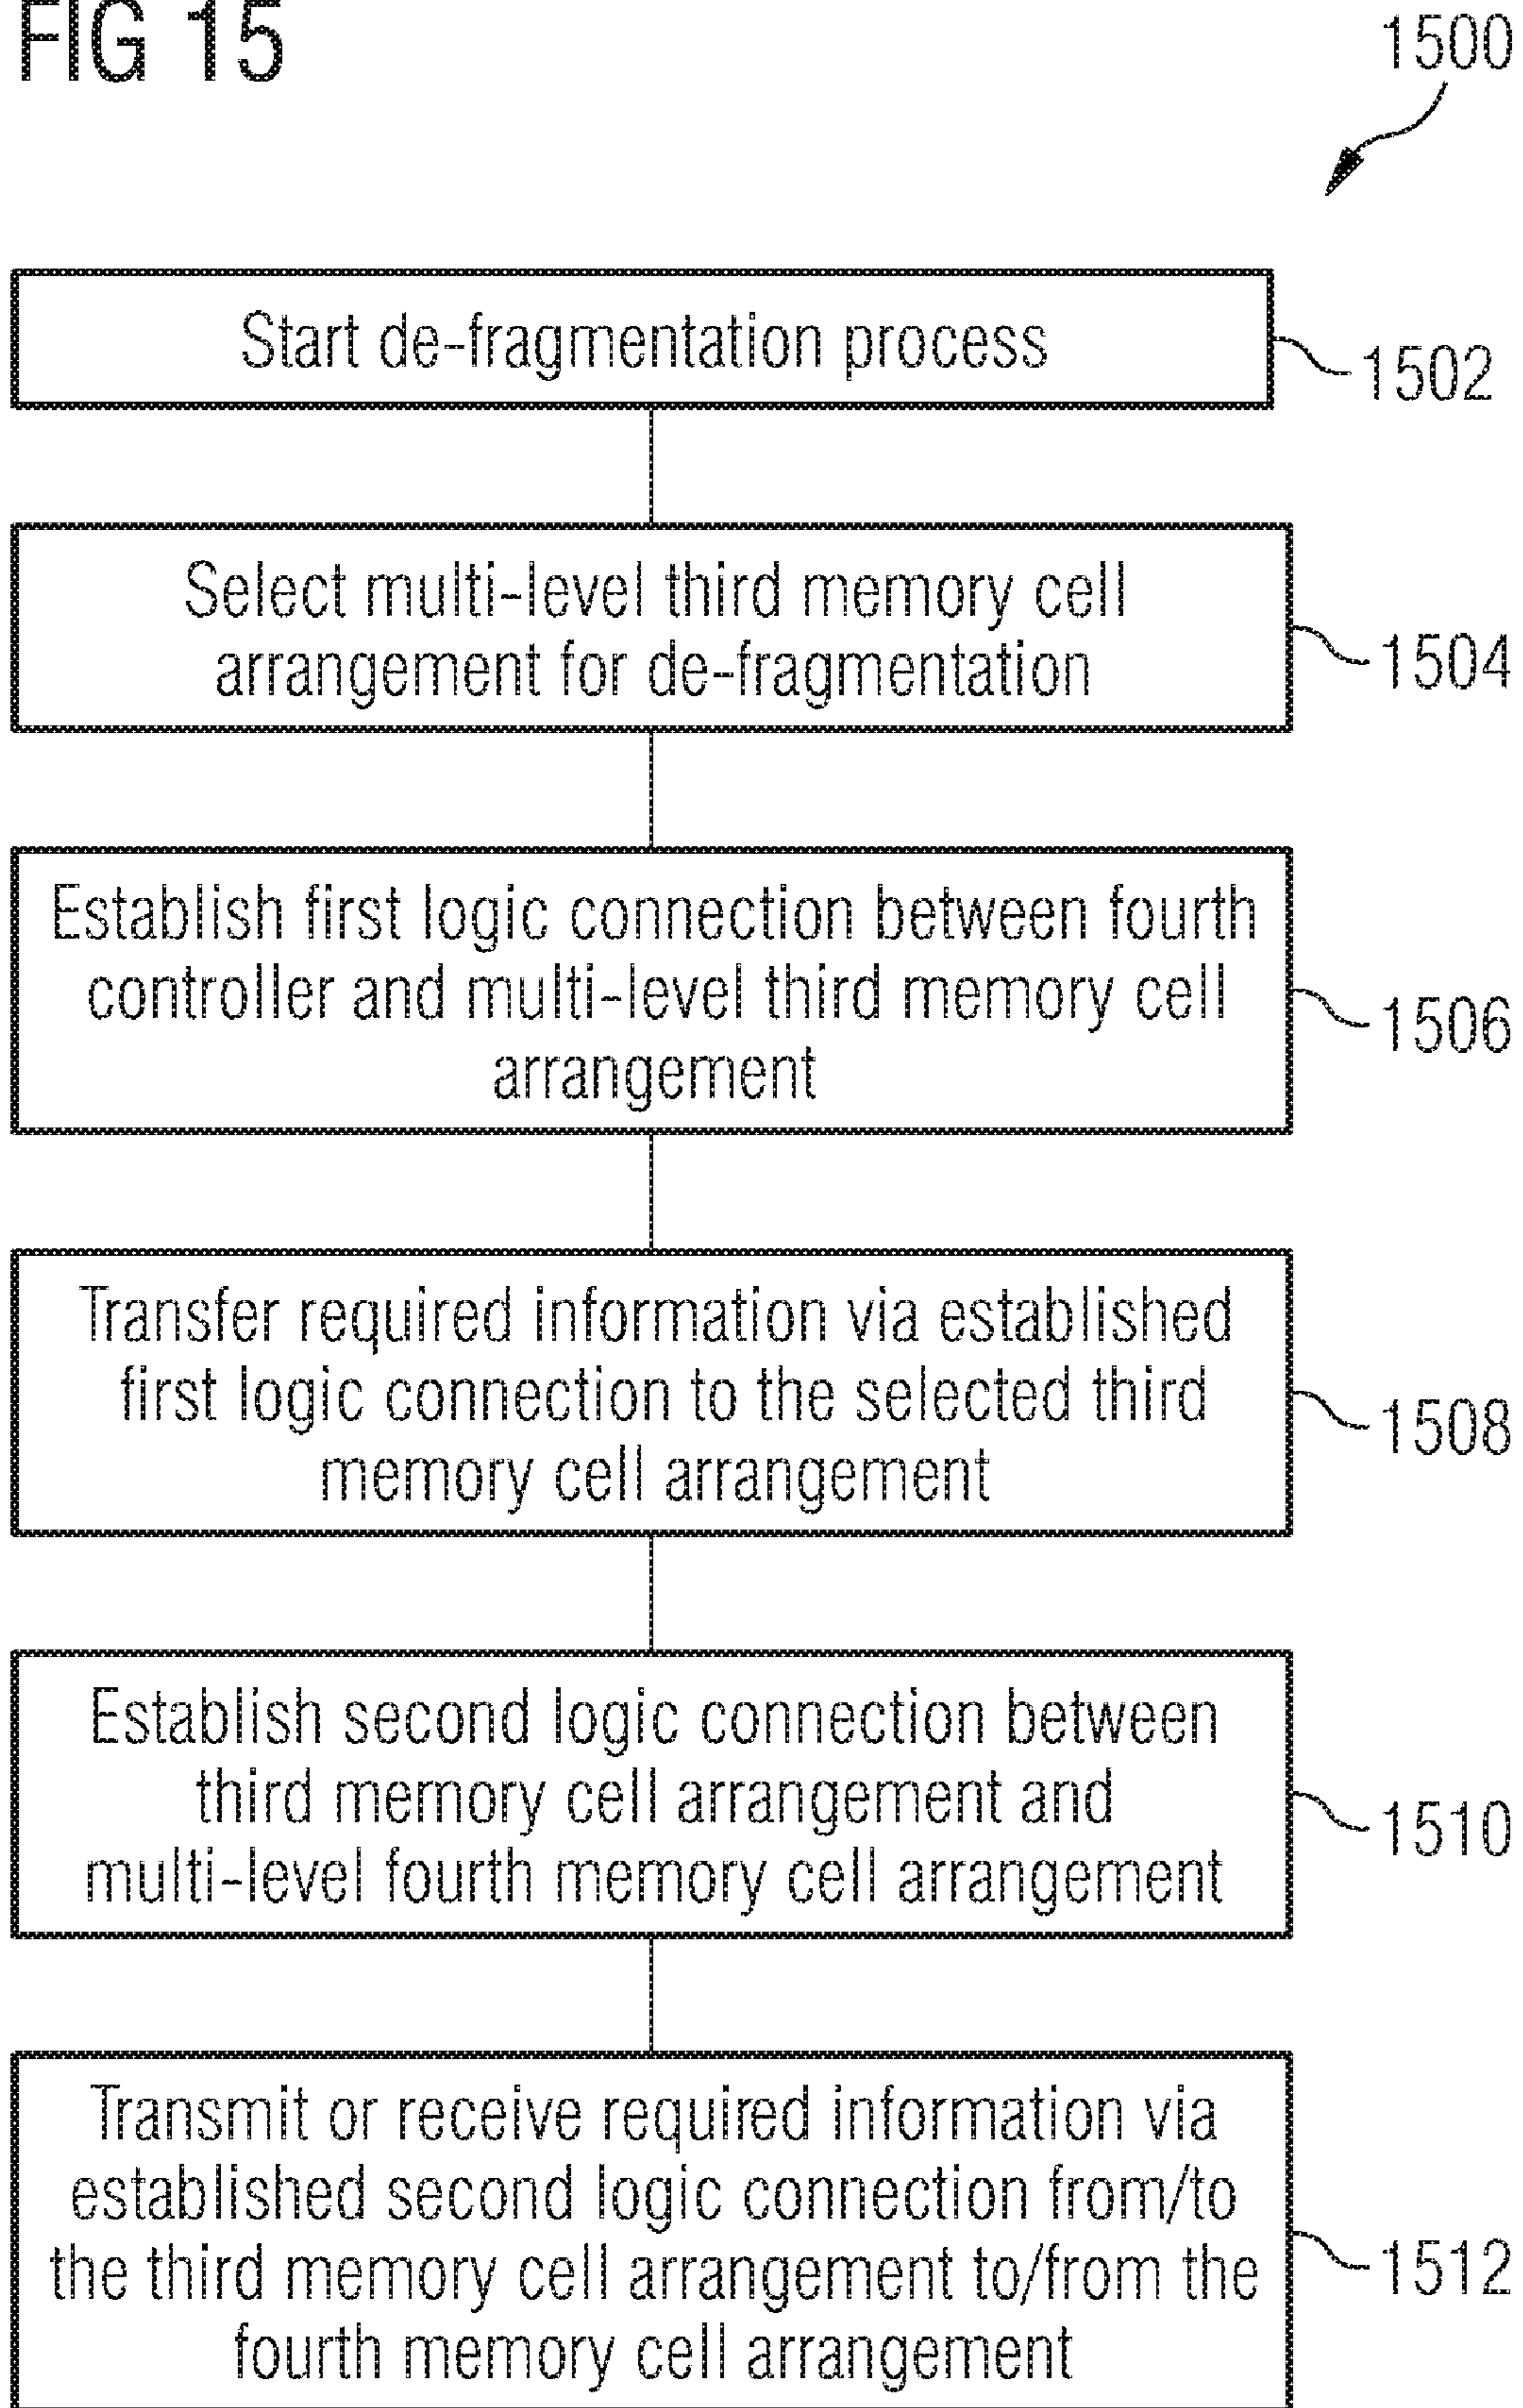 FIG 15
1500
Start de-fragmentation process
1502
Select multi-level third memory cell
arrangement for de-fragmentation
1504
Establish first logic connection between fourth
controller and multi-level third memory cell
arrangement
1506
Transfer required information via established
first logic connection to the selected third
memory cell arrangement
1508
Establish second logic connection between
third memory cell arrangement and
multi-level fourth memory cell arrangement
1510
Transmit or receive required information via
established second logic connection from/to
the third memory cell arrangement to/from the
fourth memory cell arrangement
1512